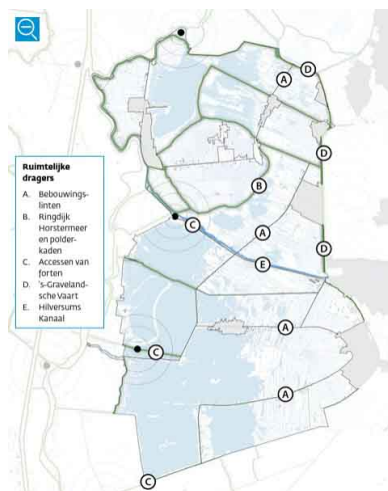 Ruimtelijke
dragers
A. Bebouwings-
linten
B. Ringdijk
Horstermeer
en polder-
kaden
C. Accessen van
forten
D. 's-Graveland-
sche Vaart
E. Hilversums
Kanaal
D
A
D
B
C
A
D
E
A
C
A
C